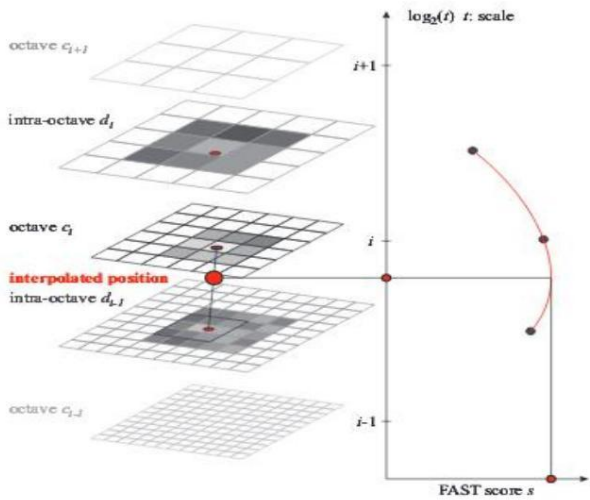 log₂(t) t: scale
octave cᵢ₊₁
i+1
intra-octave dᵢ
octave cᵢ
i
interpolated position
intra-octave dᵢ₋₁
octave cᵢ₋₁
i-1
FAST score s